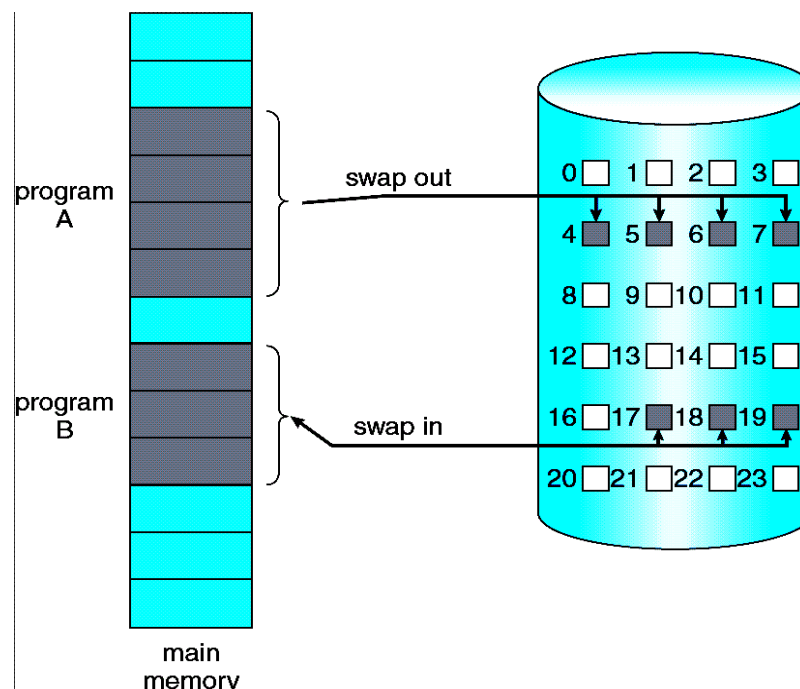 program
A
swap out
0 1 2 3
4 5 6 7
8 9 10 11
12 13 14 15
program
B
swap in
16 17 18 19
20 21 22 23
main
memory